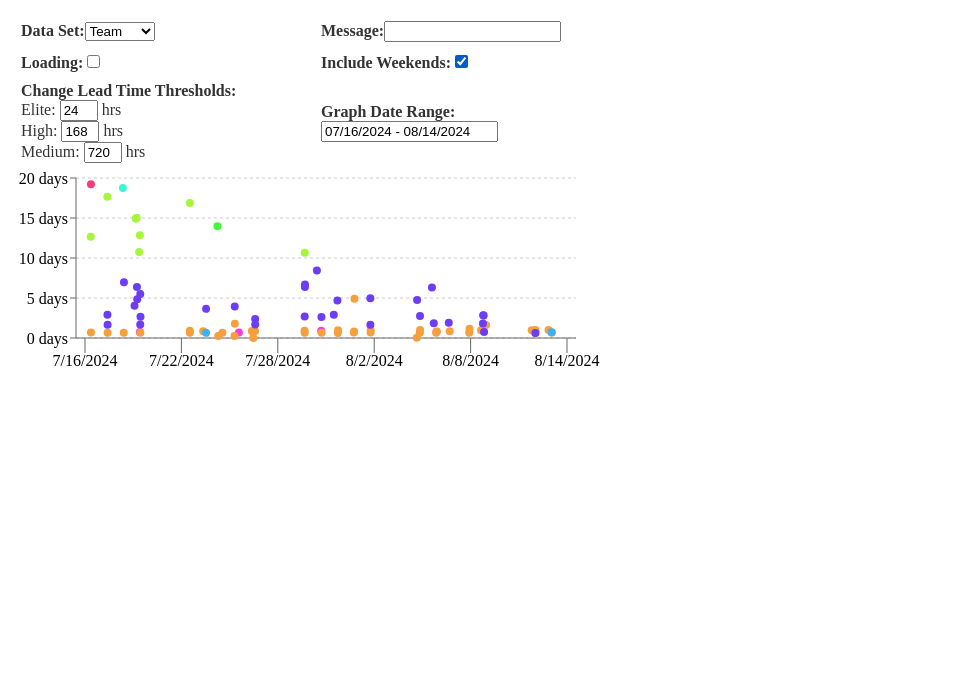 Data Set: Team
Message:
Loading:
Include Weekends:
Change Lead Time Thresholds:
Elite: 24 hrs
High: 168 hrs
Medium: 720 hrs
Graph Date Range:
07/16/2024 - 08/14/2024
20 days
15 days
10 days
5 days
0 days
7/16/2024 7/22/2024 7/28/2024 8/2/2024 8/8/2024 8/14/2024